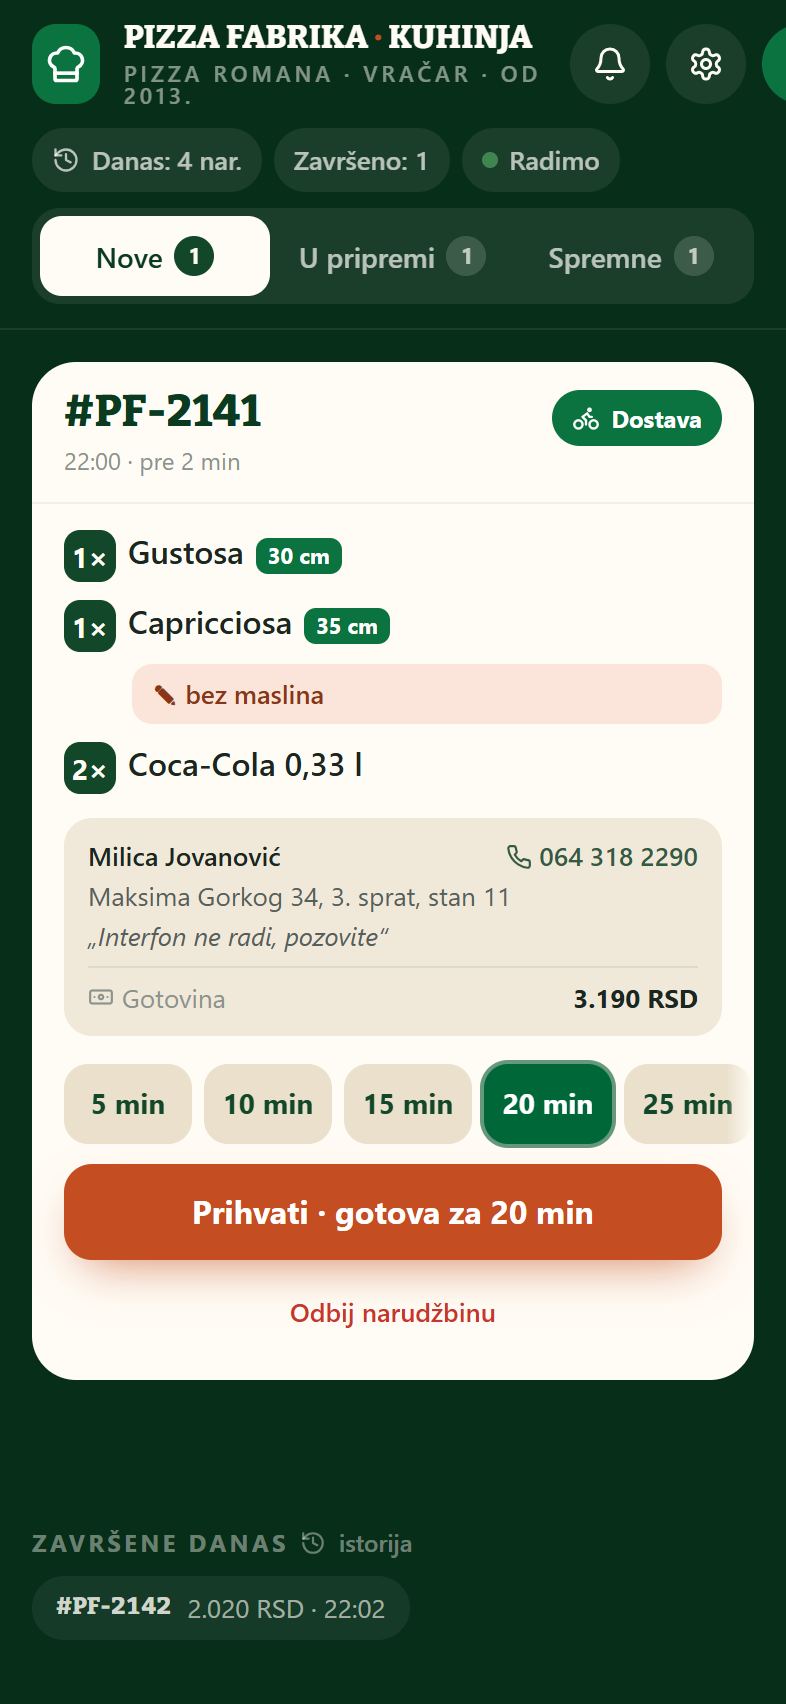 PIZZA FABRIKA · KUHINJA
PIZZA ROMANA · VRAČAR · OD
2013.
Danas: 4 nar.
Završeno: 1
Radimo
Nove 1
U pripremi 1
Spremne 1
#PF-2141
Dostava
22:00 · pre 2 min
1× Gustosa 30 cm
1× Capricciosa 35 cm
bez maslina
2× Coca-Cola 0,33 l
Milica Jovanović 064 318 2290
Maksima Gorkog 34, 3. sprat, stan 11
„Interfon ne radi, pozovite“
Gotovina 3.190 RSD
5 min 10 min 15 min 20 min 25 min
Prihvati · gotova za 20 min
Odbij narudžbinu
ZAVRŠENE DANAS istorija
#PF-2142 2.020 RSD · 22:02